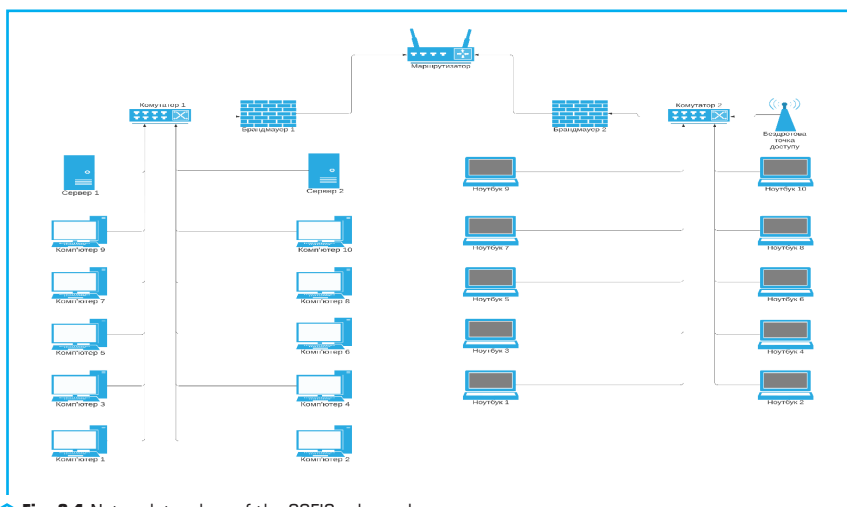 Маршрутизатор
Комутатор 1
Брандмауер 1
Брандмауер 2
Комутатор 2
Бездротова
точка
доступу
Сервер 1
Сервер 2
Ноутбук 9
Ноутбук 10
Комп'ютер 9
Комп'ютер 10
Ноутбук 7
Ноутбук 8
Комп'ютер 7
Комп'ютер 8
Ноутбук 5
Ноутбук 6
Комп'ютер 5
Комп'ютер 6
Ноутбук 3
Ноутбук 4
Комп'ютер 3
Комп'ютер 4
Ноутбук 1
Ноутбук 2
Комп'ютер 1
Комп'ютер 2
of the